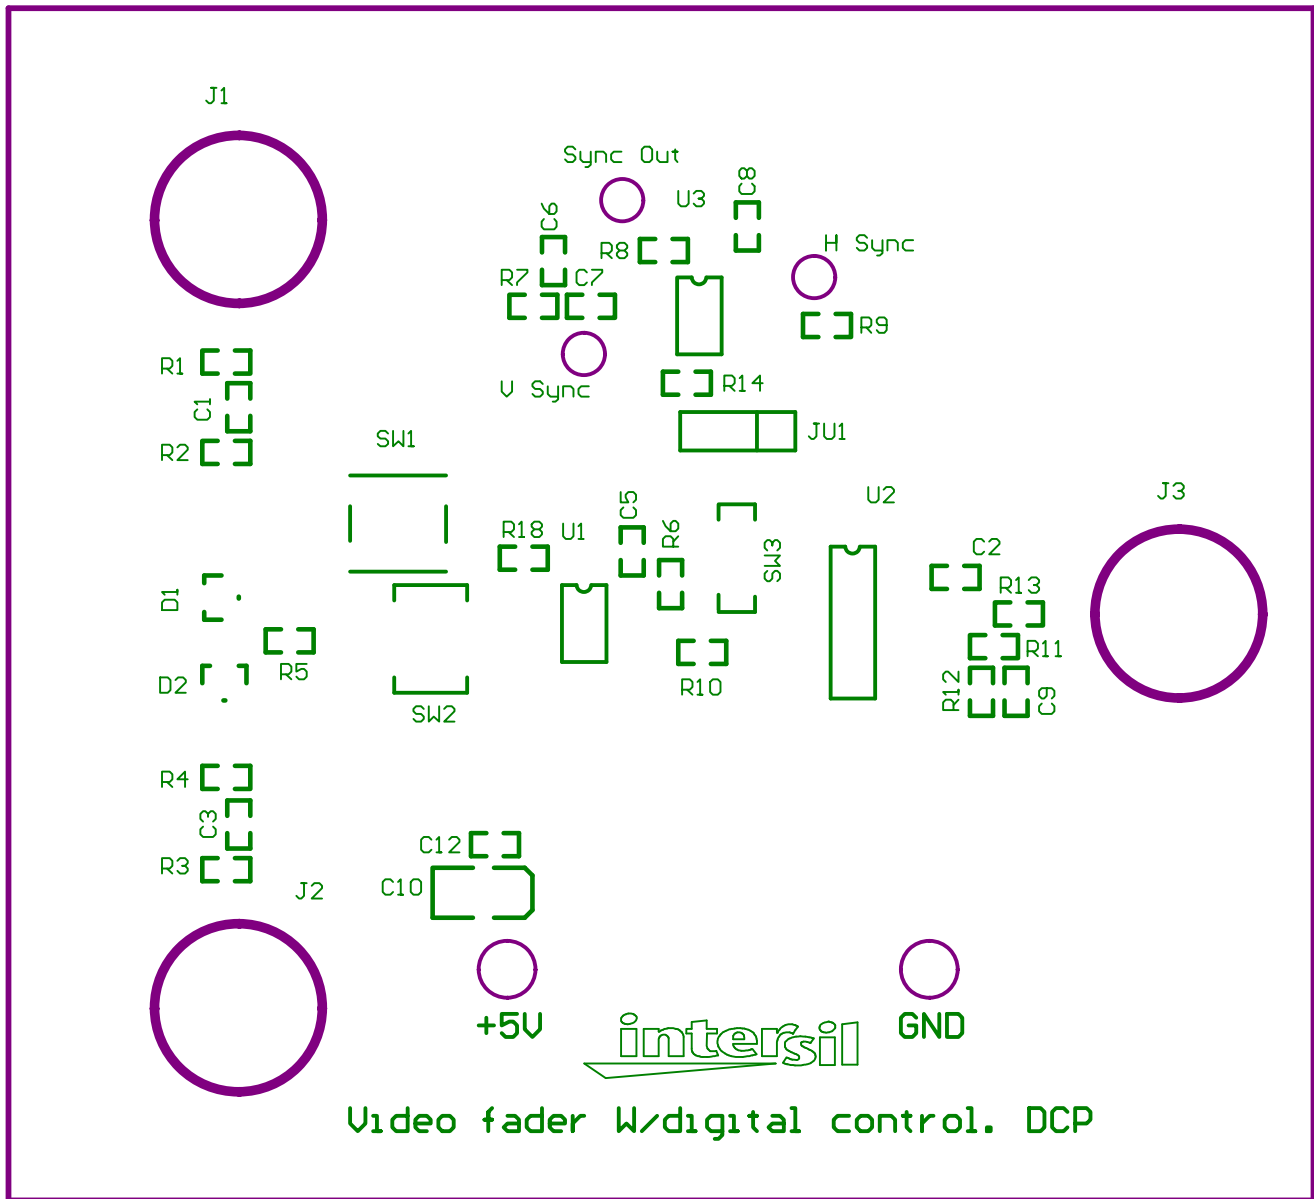 J1
Sync Out
C8
U3
C6
H Sync
R8
R7
C7
R9
R1
V Sync
R14
C1
JU1
SW1
R2
U2
J3
C5
R18
U1
R6
C2
SW3
R13
D1
R11
R5
D2
R10
R12
C9
SW2
R4
C3
C12
R3
C10
J2
+5V
GND
intersil
Video fader W/digital control. DCP